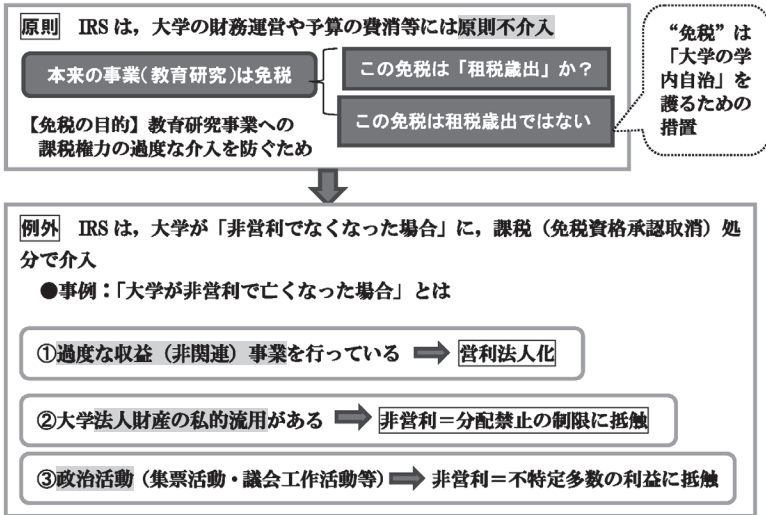 原則 IRSは，大学の財務運営や予算の費消等には原則不介入
本来の事業（教育研究）は免税
この免税は「租税歳出」か？
この免税は租税歳出ではない
【免税の目的】教育研究事業への
課税権力の過度な介入を防ぐため
“免税”は
「大学の学
内自治」を
護るための
措置
例外 IRSは，大学が「非営利でなくなった場合」に，課税（免税資格承認取消）処
分で介入
●事例：「大学が非営利で亡くなった場合」とは
①過度な収益（非関連）事業を行っている 営利法人化
②大学法人財産の私的流用がある 非営利＝分配禁止の制限に抵触
③政治活動（集票活動・議会工作活動等） 非営利＝不特定多数の利益に抵触